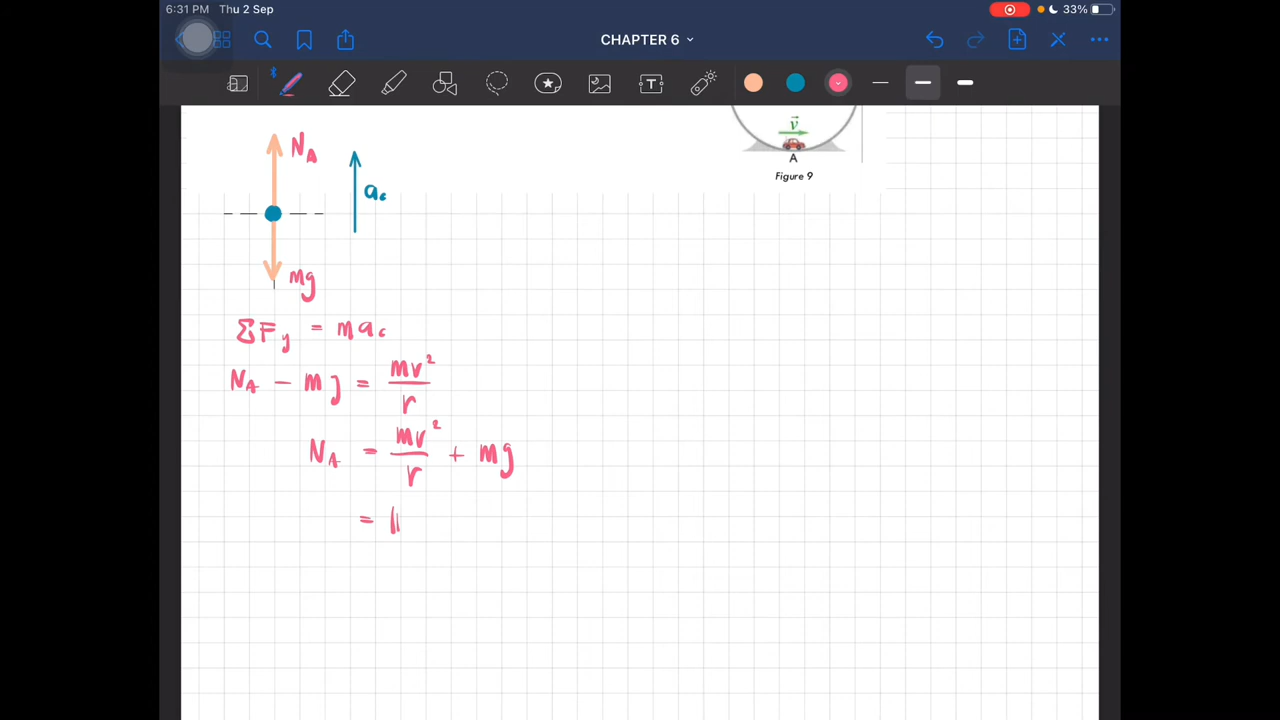 6:31 PM Thu 2 Sep
33%
CHAPTER 6
T
v
A
Figure 9
N_A
a_c
mg
ΣF_y = ma_c
N_A − mg = mv²/r
N_A = mv²/r + mg
= 11